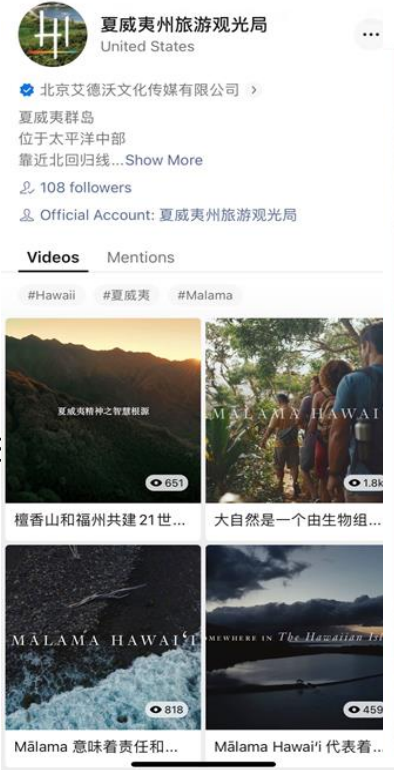 夏威夷州旅游观光局
United States
北京艾德沃文化传媒有限公司
夏威夷群岛
位于太平洋中部
靠近北回归线...Show More
108 followers
Official Account: 夏威夷州旅游观光局
Videos Mentions
#Hawaii #夏威夷 #Malama
夏威夷精神之智慧根源
MĀLAMA HAWAI
651
1.8k
檀香山和福州共建21世...
大自然是一个由生物组...
MĀLAMA HAWAIʻI
MEWHERE IN The Hawaiian Isl
818
459
Mālama 意味着责任和...
Mālama Hawaiʻi 代表着...